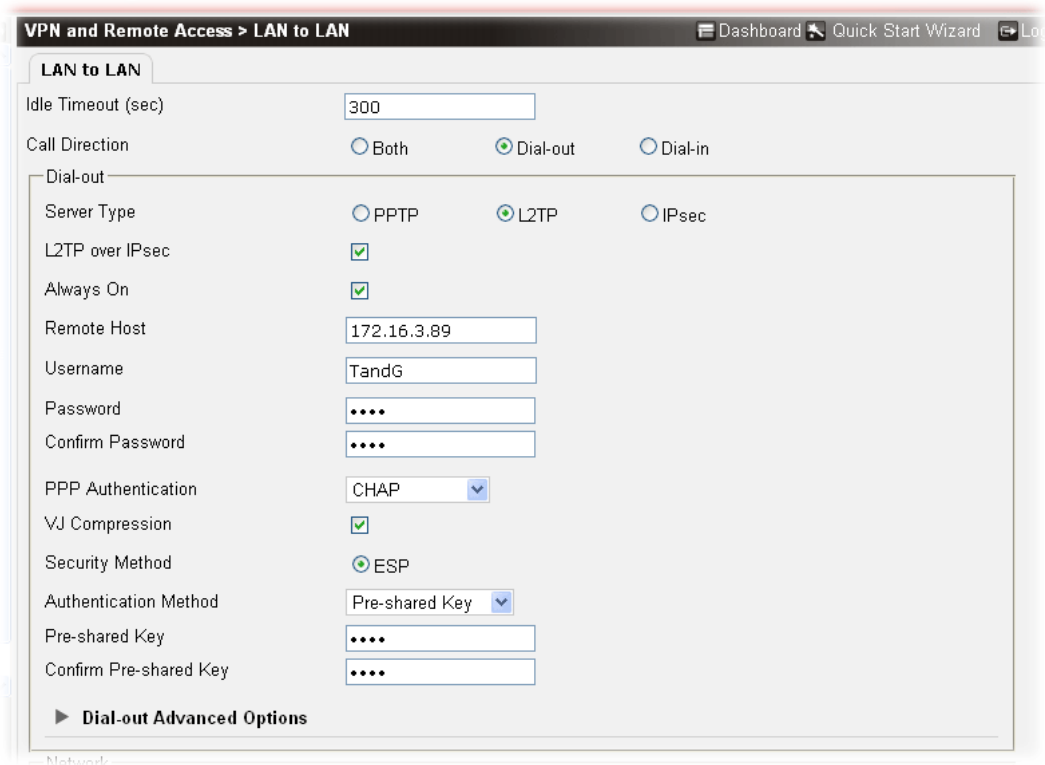 VPN and Remote Access > LAN to LAN Dashboard Quick Start Wizard Lo
LAN to LAN
Idle Timeout (sec) 300
Call Direction Both Dial-out Dial-in
Dial-out
Server Type PPTP L2TP IPsec
L2TP over IPsec
Always On
Remote Host 172.16.3.89
Username TandG
Password ••••
Confirm Password ••••
PPP Authentication CHAP
VJ Compression
Security Method ESP
Authentication Method Pre-shared Key
Pre-shared Key ••••
Confirm Pre-shared Key ••••
Dial-out Advanced Options
Network